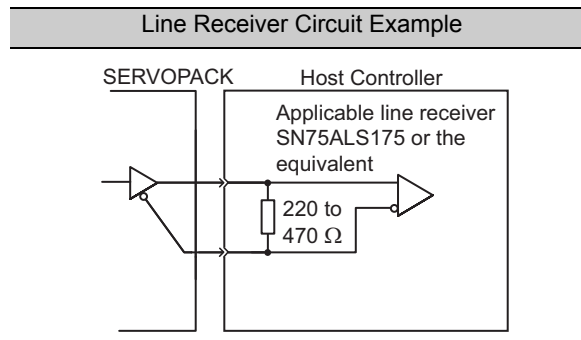 Line Receiver Circuit Example
SERVOPACK
Host Controller
Applicable line receiver
SN75ALS175 or the
equivalent
220 to
470 Ω